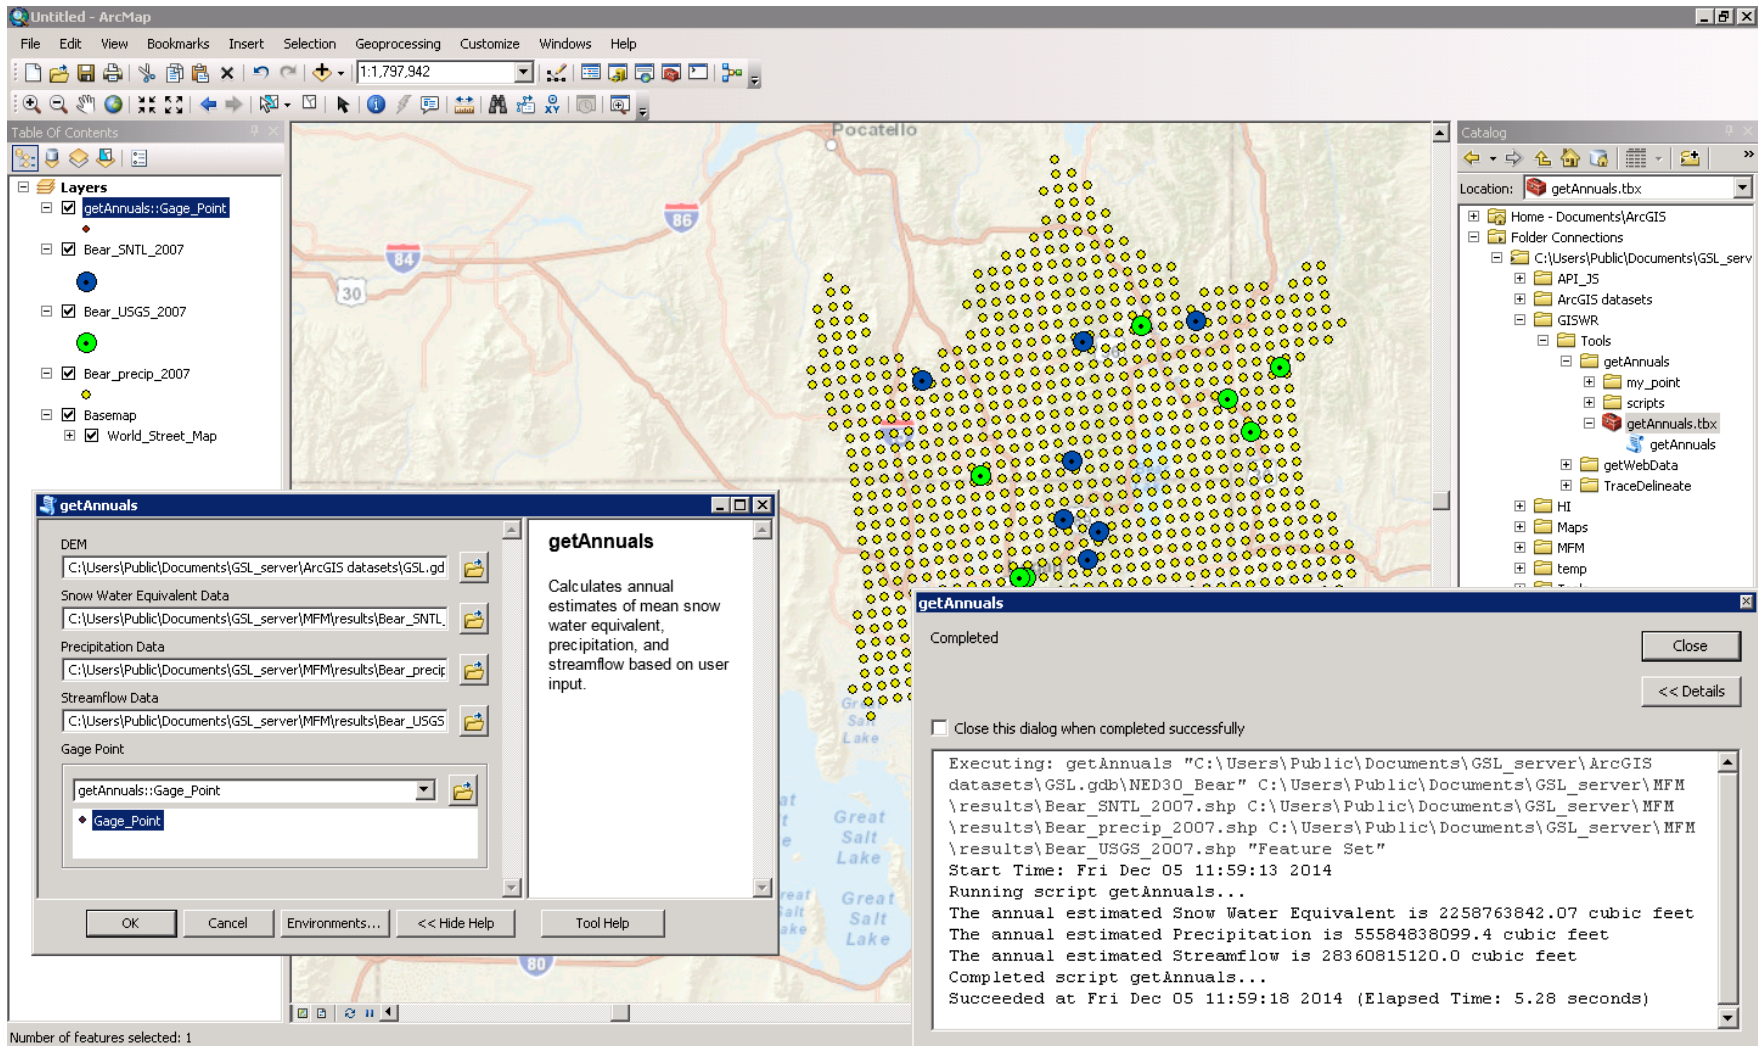 Untitled - ArcMap
File Edit View Bookmarks Insert Selection Geoprocessing Customize Windows Help
1:1,797,942
Table Of Contents
Layers
getAnnuals::Gage_Point
Bear_SNTL_2007
Bear_USGS_2007
Bear_precip_2007
Basemap
World_Street_Map
Pocatello
86
84
30
Great
Salt
Lake
Great
Salt
Lake
Great
Salt
Lake
80
Catalog
Location: getAnnuals.tbx
Home - Documents\ArcGIS
Folder Connections
C:\Users\Public\Documents\GSL_serv
API_JS
ArcGIS datasets
GISWR
Tools
getAnnuals
my_point
scripts
getAnnuals.tbx
getAnnuals
getWebData
TraceDelineate
HI
Maps
MFM
temp
getAnnuals
DEM
C:\Users\Public\Documents\GSL_server\ArcGIS datasets\GSL.gd
Snow Water Equivalent Data
C:\Users\Public\Documents\GSL_server\MFM\results\Bear_SNTL_
Precipitation Data
C:\Users\Public\Documents\GSL_server\MFM\results\Bear_precip
Streamflow Data
C:\Users\Public\Documents\GSL_server\MFM\results\Bear_USGS
Gage Point
getAnnuals::Gage_Point
Gage_Point
OK Cancel Environments... << Hide Help Tool Help
getAnnuals
Calculates annual
estimates of mean snow
water equivalent,
precipitation, and
streamflow based on user
input.
getAnnuals
Completed
Close
<< Details
Close this dialog when completed successfully
Executing: getAnnuals "C:\Users\Public\Documents\GSL_server\ArcGIS
datasets\GSL.gdb\NED30_Bear" C:\Users\Public\Documents\GSL_server\MFM
\results\Bear_SNTL_2007.shp C:\Users\Public\Documents\GSL_server\MFM
\results\Bear_precip_2007.shp C:\Users\Public\Documents\GSL_server\MFM
\results\Bear_USGS_2007.shp "Feature Set"
Start Time: Fri Dec 05 11:59:13 2014
Running script getAnnuals...
The annual estimated Snow Water Equivalent is 2258763842.07 cubic feet
The annual estimated Precipitation is 55584838099.4 cubic feet
The annual estimated Streamflow is 28360815120.0 cubic feet
Completed script getAnnuals...
Succeeded at Fri Dec 05 11:59:18 2014 (Elapsed Time: 5.28 seconds)
Number of features selected: 1